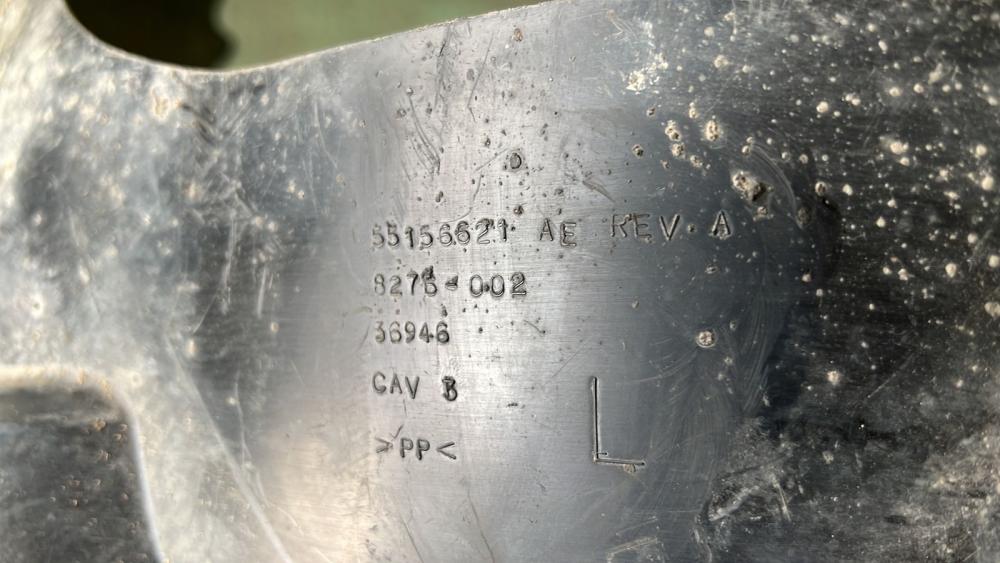 55156621 AE REV. A
8275-002
36946
CAV B
>PP<
L